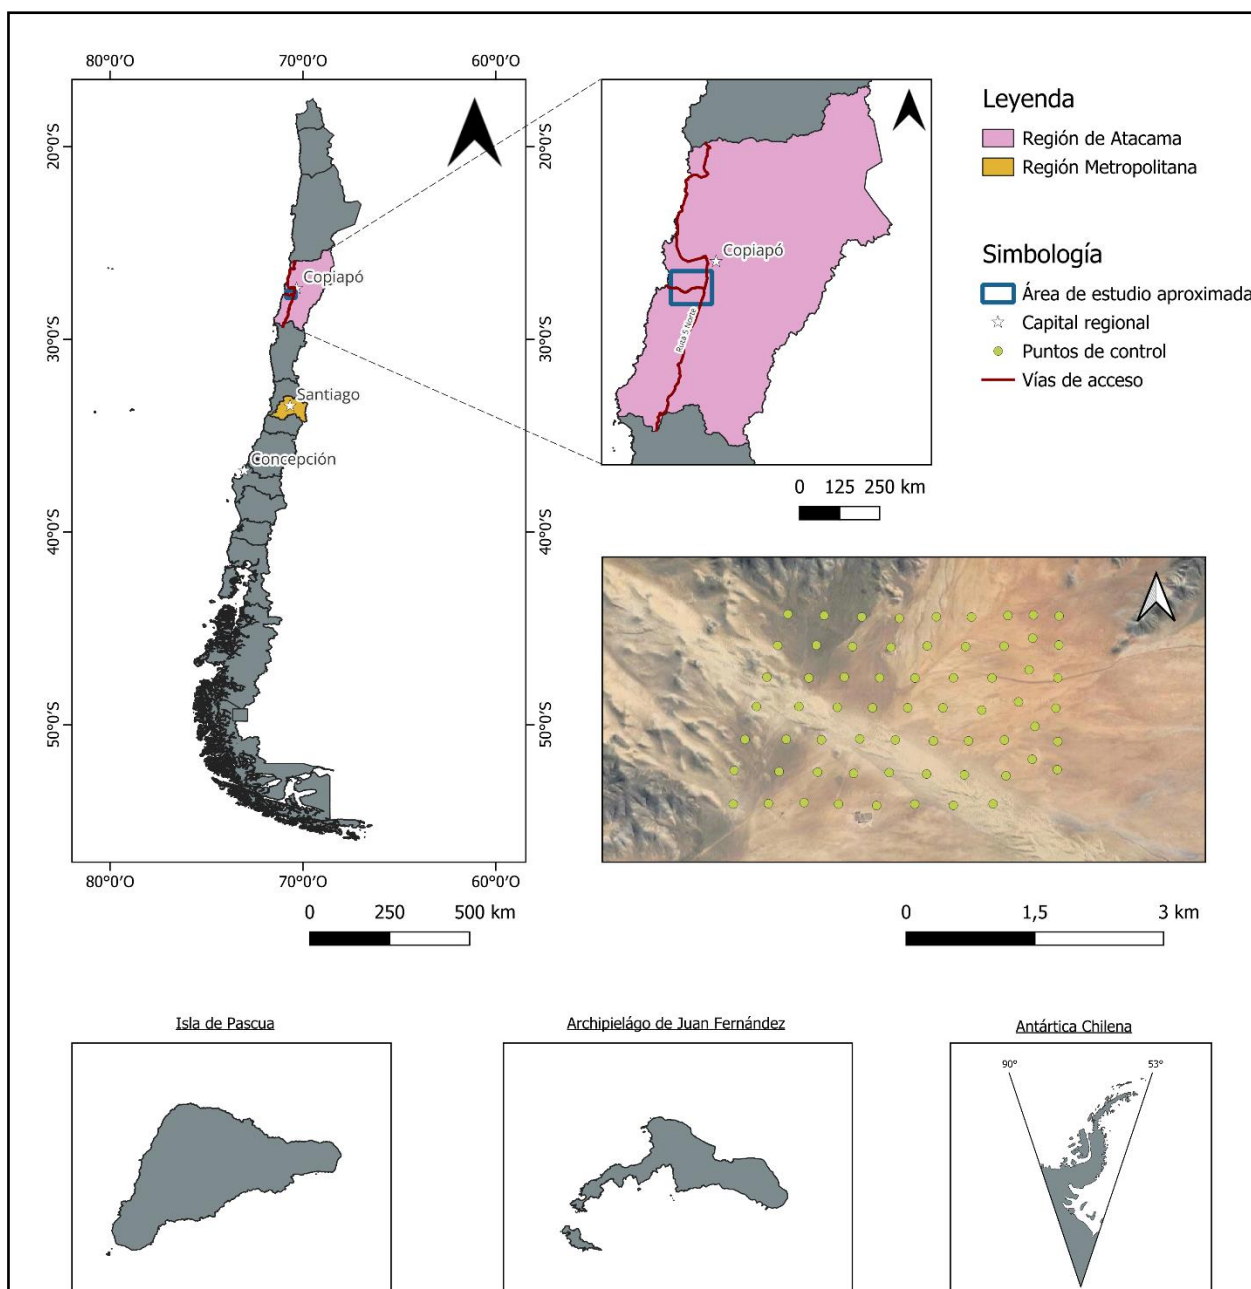 80°0'O 70°0'O 60°0'O
20°0'S 20°0'S
30°0'S 30°0'S
40°0'S 40°0'S
50°0'S 50°0'S
Copiapó
Santiago
Concepción
80°0'O 70°0'O 60°0'O
0 250 500 km
Copiapó
Ruta 5 Norte
0 125 250 km
Leyenda
Región de Atacama
Región Metropolitana
Simbología
Área de estudio aproximada
Capital regional
Puntos de control
Vías de acceso
0 1,5 3 km
Isla de Pascua
Archipielágo de Juan Fernández
Antártica Chilena
90° 53°